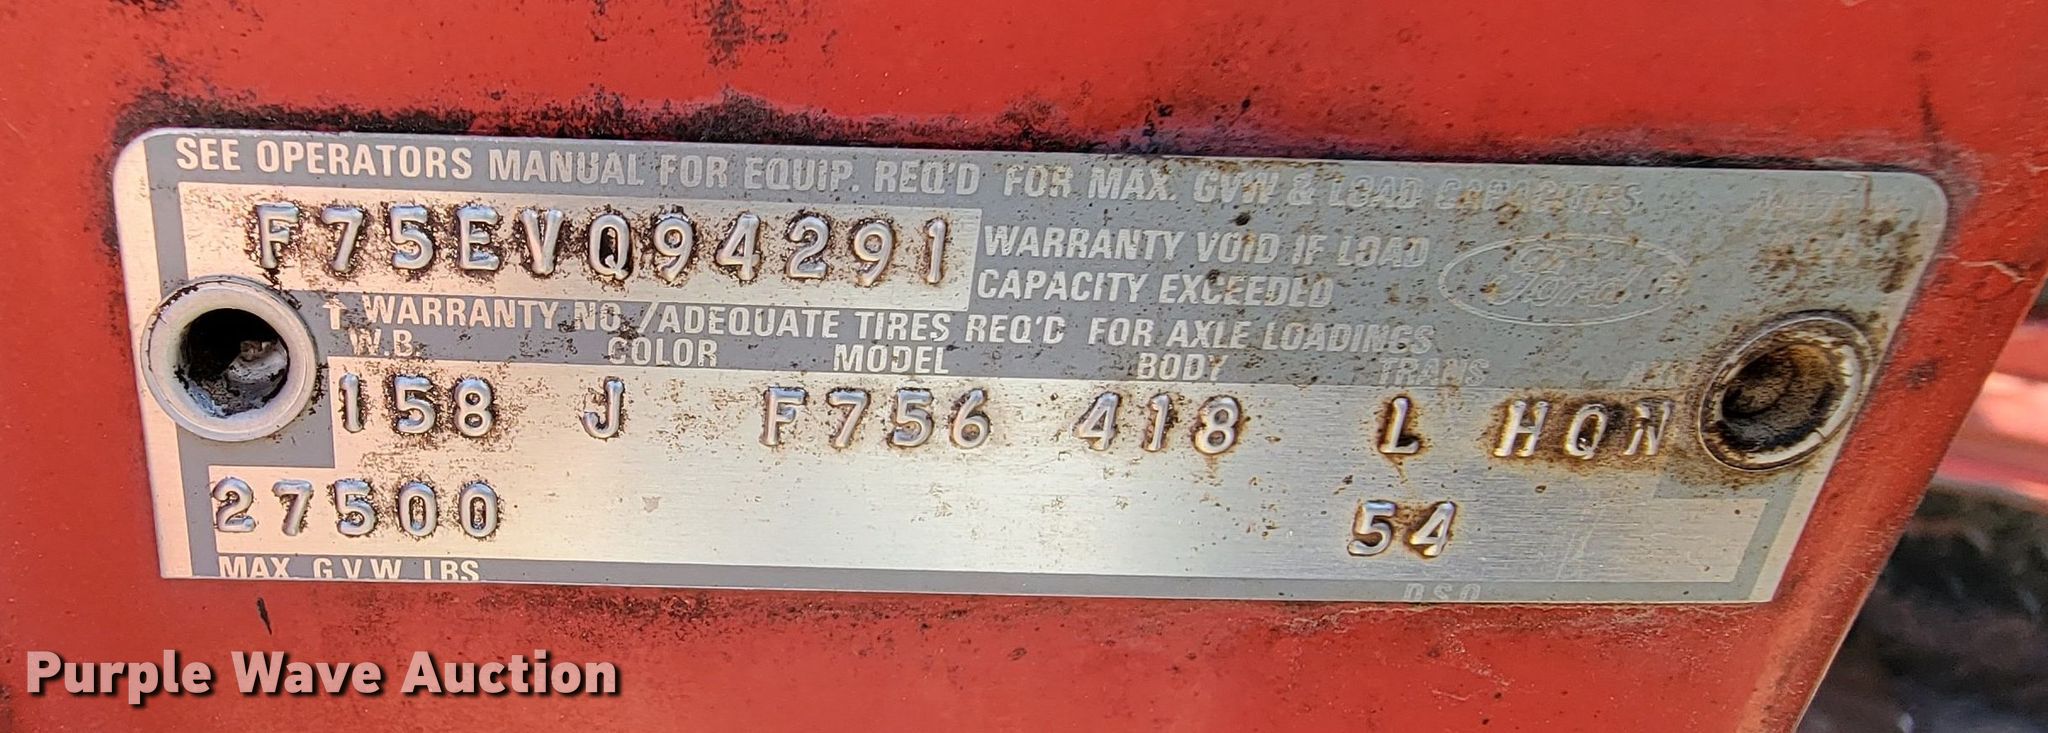 SEE OPERATORS MANUAL FOR EQUIP. REQ'D FOR MAX. GVW & LOAD CAPACITIES
F75EVQ94291
WARRANTY VOID IF LOAD
CAPACITY EXCEEDED
Ford
↑ WARRANTY NO./ADEQUATE TIRES REQ'D FOR AXLE LOADINGS
W.B. COLOR MODEL BODY TRANS
158 J F756 418 L HQN
27500 54
MAX. G.V.W. LBS. D.S.O.
Purple Wave Auction